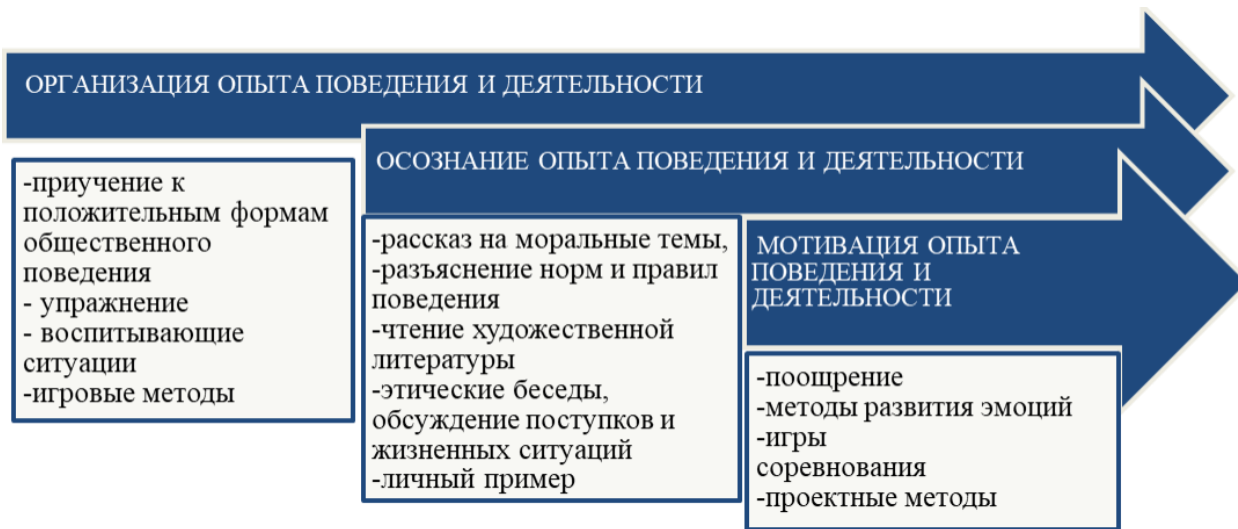 ОРГАНИЗАЦИЯ ОПЫТА ПОВЕДЕНИЯ И ДЕЯТЕЛЬНОСТИ
-приучение к
положительным формам
общественного
поведения
- упражнение
- воспитывающие
ситуации
-игровые методы
ОСОЗНАНИЕ ОПЫТА ПОВЕДЕНИЯ И ДЕЯТЕЛЬНОСТИ
-рассказ на моральные темы,
-разъяснение норм и правил
поведения
-чтение художественной
литературы
-этические беседы,
обсуждение поступков и
жизненных ситуаций
-личный пример
МОТИВАЦИЯ ОПЫТА
ПОВЕДЕНИЯ И
ДЕЯТЕЛЬНОСТИ
-поощрение
-методы развития эмоций
-игры
соревнования
-проектные методы